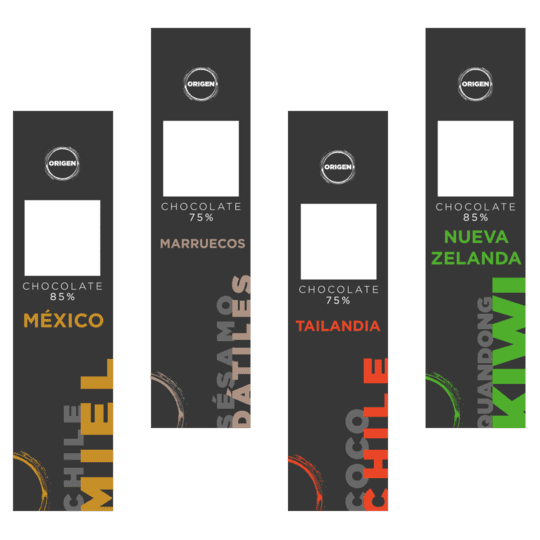 ORIGEN
CHOCOLATE
85%
MÉXICO
CHILE
MIEL
ORIGEN
CHOCOLATE
75%
MARRUECOS
SÉSAMO
DÁTILES
ORIGEN
CHOCOLATE
75%
TAILANDIA
COCO
CHILE
ORIGEN
CHOCOLATE
85%
NUEVA
ZELANDA
QUANDONG
KIWI